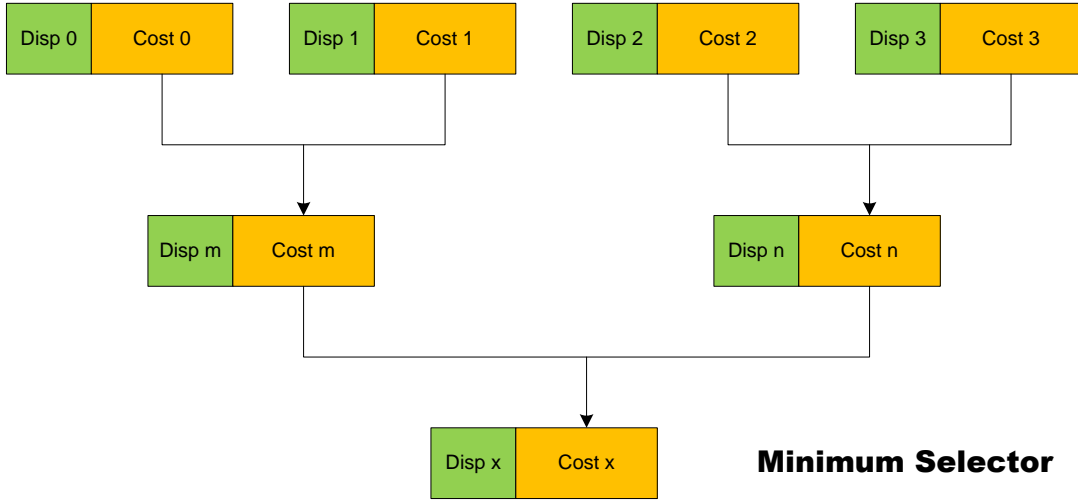 Disp 0 Cost 0 Disp 1 Cost 1 Disp 2 Cost 2 Disp 3 Cost 3
Disp m Cost m Disp n Cost n
Disp x Cost x
Minimum Selector